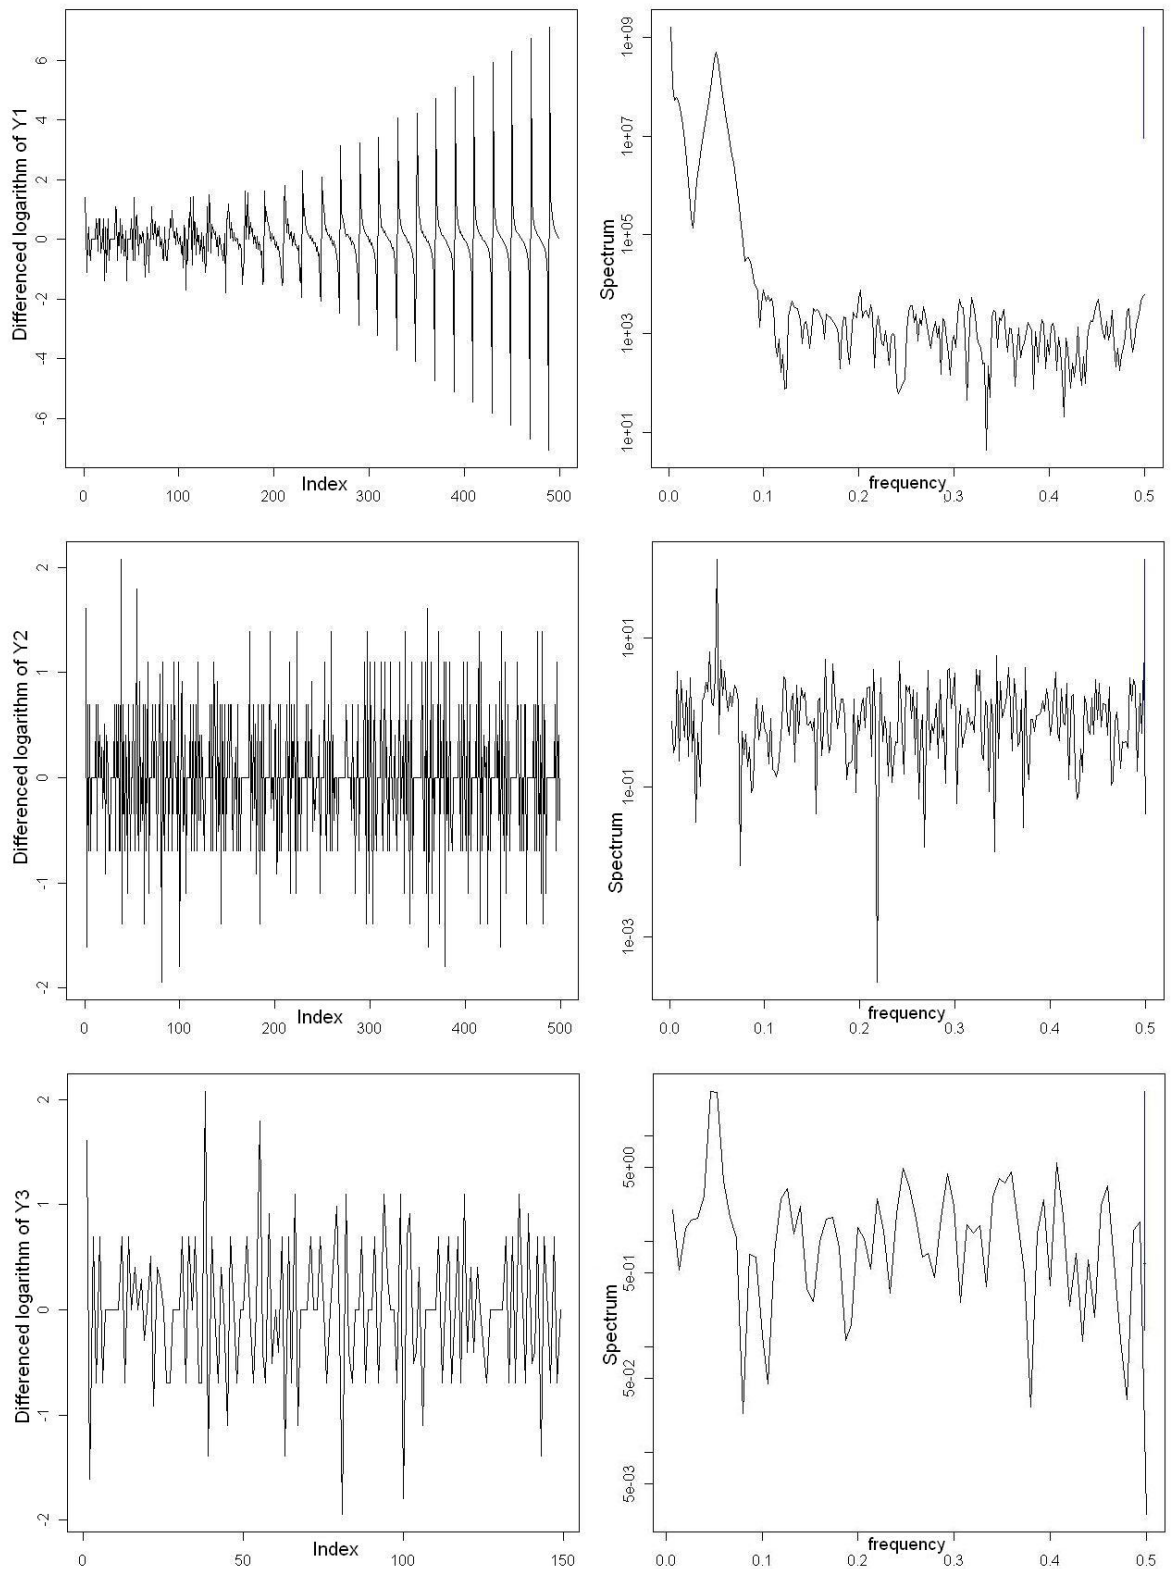 Differenced logarithm of Y1
6
4
2
0
-2
-4
-6
0 100 200 300 400 500
Index
Spectrum
1e+09
1e+07
1e+05
1e+03
1e+01
0.0 0.1 0.2 0.3 0.4 0.5
frequency
Differenced logarithm of Y2
2
1
0
-1
-2
0 100 200 300 400 500
Index
Spectrum
1e+01
1e-01
1e-03
0.0 0.1 0.2 0.3 0.4 0.5
frequency
Differenced logarithm of Y3
2
1
0
-1
-2
0 50 100 150
Index
Spectrum
5e+00
5e-01
5e-02
5e-03
0.0 0.1 0.2 0.3 0.4 0.5
frequency